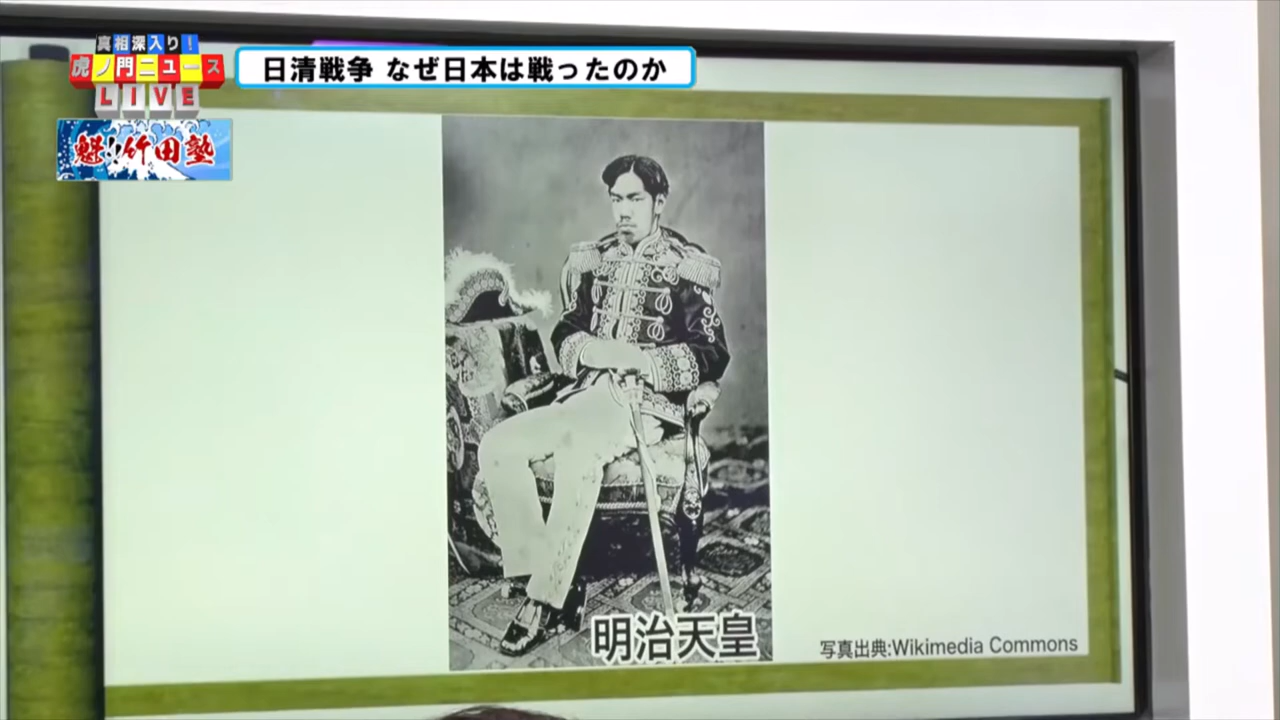 真相深入り!
虎ノ門ニュース
LIVE
魁!竹田塾
日清戦争 なぜ日本は戦ったのか
明治天皇
写真出典:Wikimedia Commons